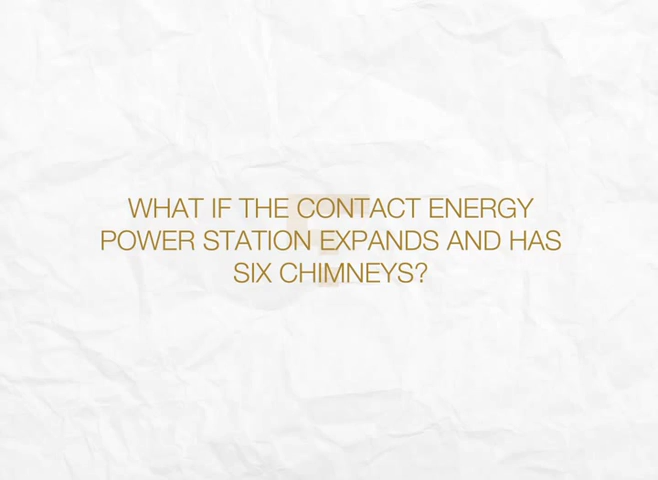 WHAT IF THE CONTACT ENERGY
POWER STATION EXPANDS AND HAS
SIX CHIMNEYS?